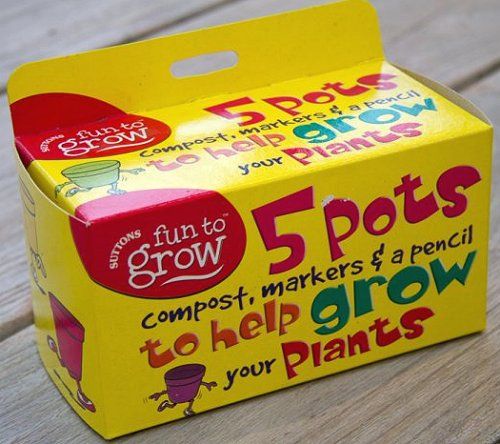 SUTTONS
fun to
grow
5 Pots
compost, markers & a pencil
to help grow
your Plants
SUTTONS
fun to
grow™
5 Pots
compost, markers & a pencil
to help grow
your Plants